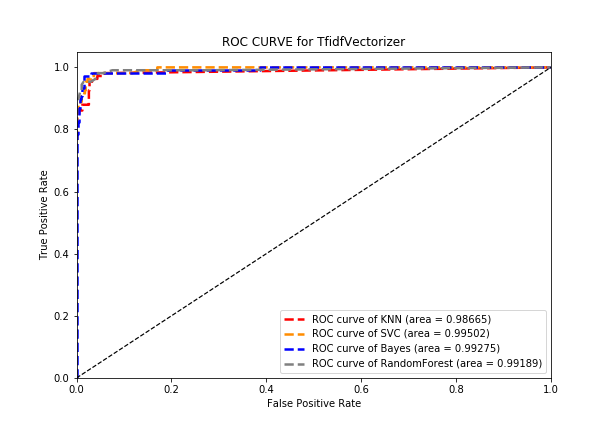 ROC CURVE for TfidfVectorizer
True Positive Rate
1.0
0.8
0.6
0.4
0.2
0.0
ROC curve of KNN (area = 0.98665)
ROC curve of SVC (area = 0.99502)
ROC curve of Bayes (area = 0.99275)
ROC curve of RandomForest (area = 0.99189)
0.0 0.2 0.4 0.6 0.8 1.0
False Positive Rate